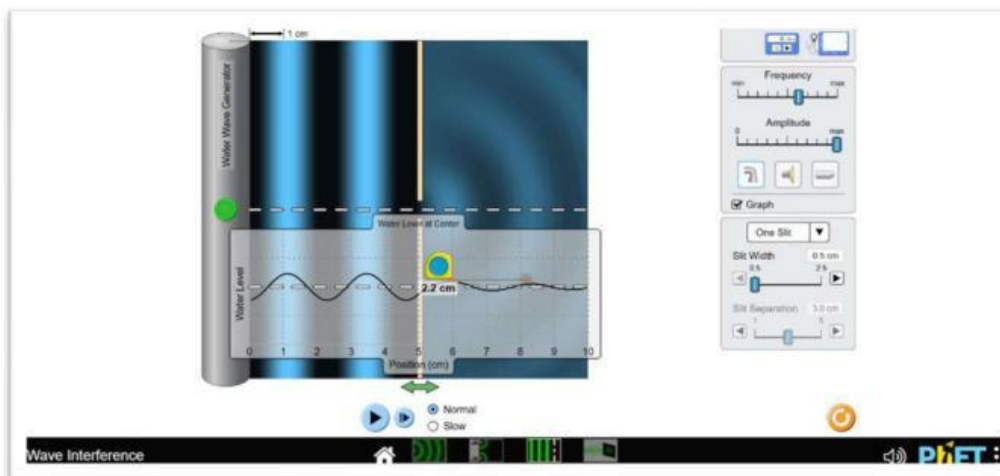 1 cm
Water Wave Generator
Frequency
min max
Amplitude
0 max
Graph
One Slit
Slit Width 0.5 cm
0.5 2.5
Slit Separation 3.0 cm
1 5
Water Level at Center
Water Level
2.2 cm
0 1 2 3 4 5 6 7 8 9 10
Position (cm)
Normal
Slow
Wave Interference
PhET